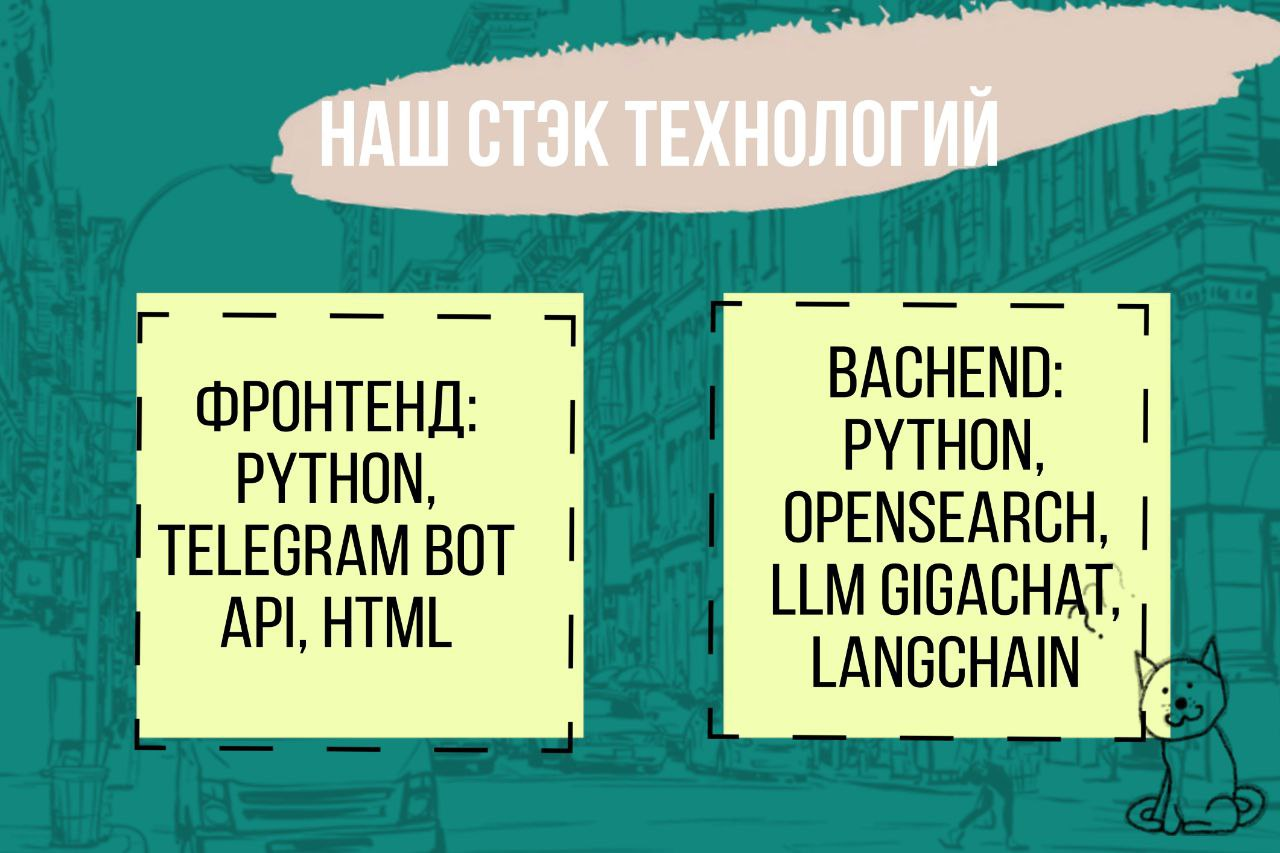 НАШ СТЭК ТЕХНОЛОГИЙ
ФРОНТЕНД:
PYTHON,
TELEGRAM BOT
API, HTML
BACHEND:
PYTHON,
OPENSEARCH,
LLM GIGACHAT,
LANGCHAIN